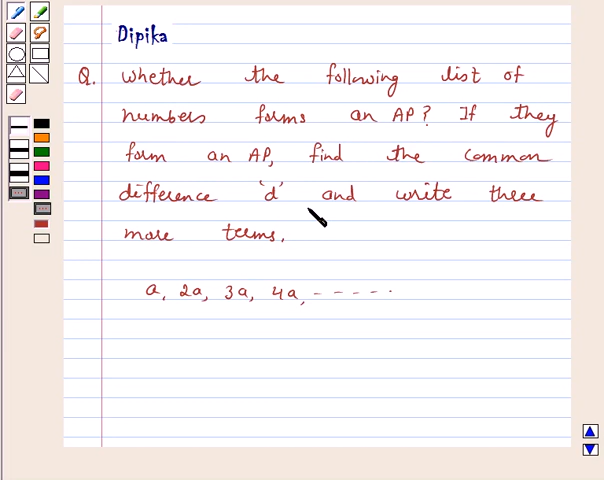 Dipika
Q. Whether the following list of
numbers forms an AP? If they
form an AP, find the common
difference 'd' and write three
more terms.
a, 2a, 3a, 4a, - - - - - .